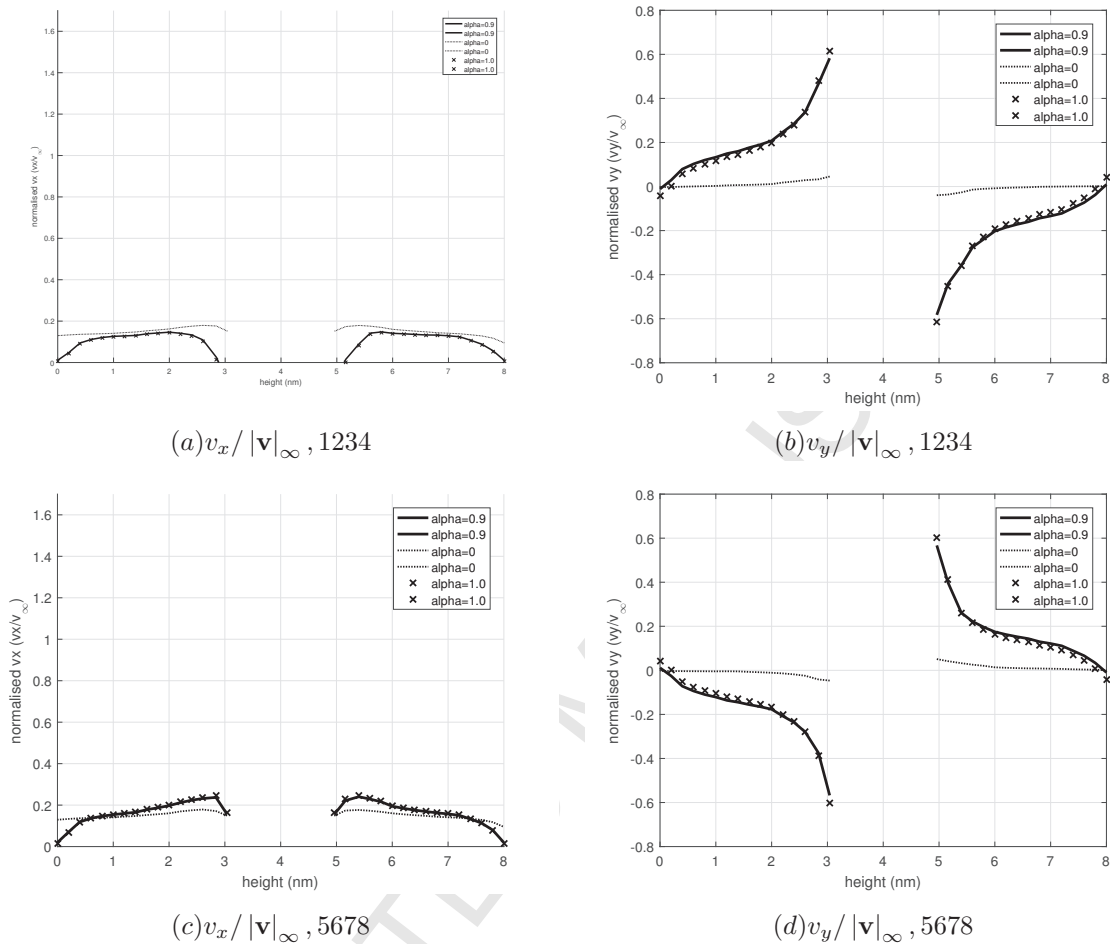 1.6
1.4
1.2
1
0.8
0.6
0.4
0.2
0
normalised vx (vx/v∞)
alpha=0.9
alpha=0.9
alpha=0
alpha=0
alpha=1.0
alpha=1.0
0 1 2 3 4 5 6 7 8
height (nm)
(a)vx/ |v|∞ , 1234
0.8
0.6
0.4
0.2
0
-0.2
-0.4
-0.6
-0.8
normalised vy (vy/v∞)
alpha=0.9
alpha=0.9
alpha=0
alpha=0
alpha=1.0
alpha=1.0
0 1 2 3 4 5 6 7 8
height (nm)
(b)vy/ |v|∞ , 1234
1.6
1.4
1.2
1
0.8
0.6
0.4
0.2
0
normalised vx (vx/v∞)
alpha=0.9
alpha=0.9
alpha=0
alpha=0
alpha=1.0
alpha=1.0
0 1 2 3 4 5 6 7 8
height (nm)
(c)vx/ |v|∞ , 5678
0.8
0.6
0.4
0.2
0
-0.2
-0.4
-0.6
-0.8
normalised vy (vy/v∞)
alpha=0.9
alpha=0.9
alpha=0
alpha=0
alpha=1.0
alpha=1.0
0 1 2 3 4 5 6 7 8
height (nm)
(d)vy/ |v|∞ , 5678